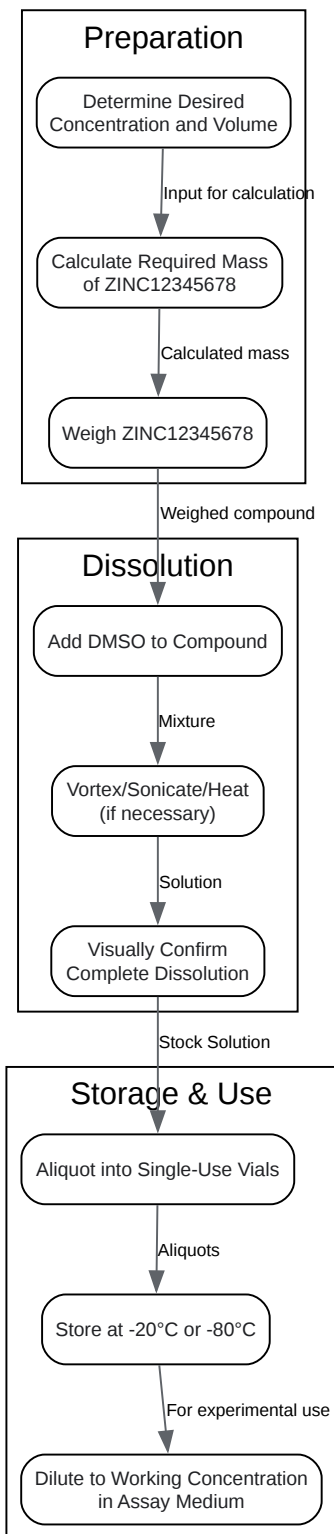 Preparation
Determine Desired
Concentration and Volume
Input for calculation
Calculate Required Mass
of ZINC12345678
Calculated mass
Weigh ZINC12345678
Weighed compound
Dissolution
Add DMSO to Compound
Mixture
Vortex/Sonicate/Heat
(if necessary)
Solution
Visually Confirm
Complete Dissolution
Stock Solution
Storage & Use
Aliquot into Single-Use Vials
Aliquots
Store at -20°C or -80°C
For experimental use
Dilute to Working Concentration
in Assay Medium